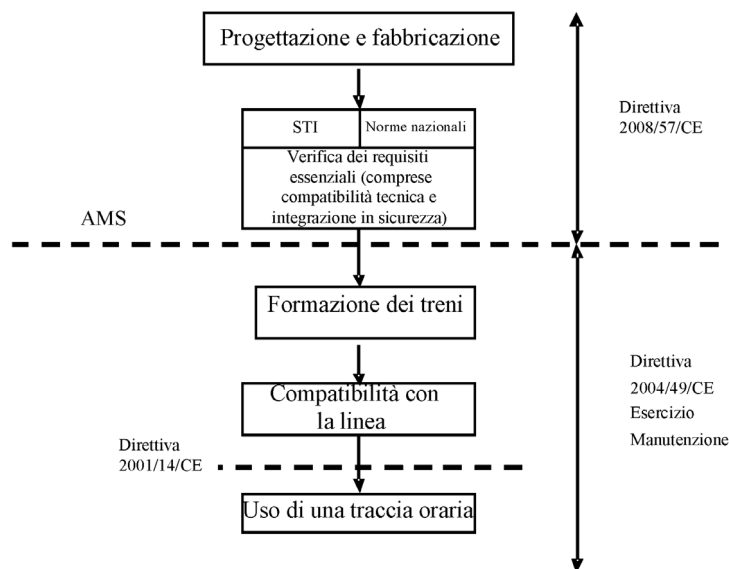 Progettazione e fabbricazione
Direttiva
2008/57/CE
STI
Norme nazionali
Verifica dei requisiti
essenziali (comprese
compatibilità tecnica e
integrazione in sicurezza)
AMS
Formazione dei treni
Direttiva
2004/49/CE
Esercizio
Manutenzione
Compatibilità con
la linea
Direttiva
2001/14/CE
Uso di una traccia oraria